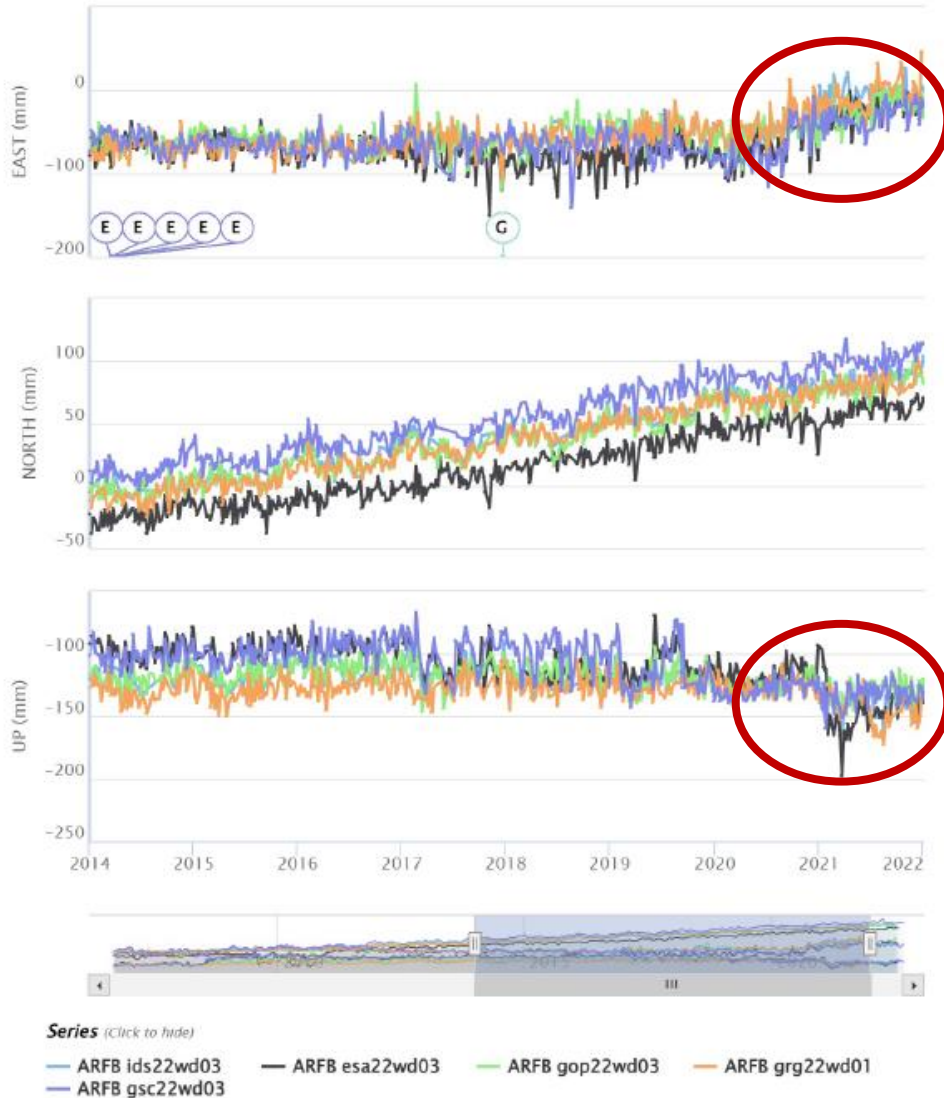 0
EAST (mm)
-100
E E E E E G
-200
100
NORTH (mm)
50
0
-50
-100
UP (mm)
-150
-200
-250
2014 2015 2016 2017 2018 2019 2020 2021 2022
III
Series (Click to hide)
ARFB ids22wd03 ARFB esa22wd03 ARFB gop22wd03 ARFB grg22wd01
ARFB gsc22wd03